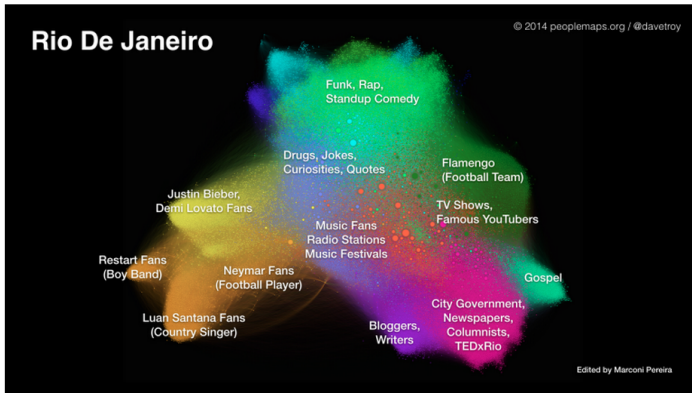 © 2014 peoplemaps.org / @davetroy
Rio De Janeiro
Funk, Rap,
Standup Comedy
Drugs, Jokes,
Curiosities, Quotes
Flamengo
(Football Team)
Justin Bieber,
Demi Lovato Fans
TV Shows,
Famous YouTubers
Music Fans
Radio Stations
Music Festivals
Restart Fans
(Boy Band)
Neymar Fans
(Football Player)
Gospel
Luan Santana Fans
(Country Singer)
Bloggers,
Writers
City Government,
Newspapers,
Columnists,
TEDxRio
Edited by Marconi Pereira